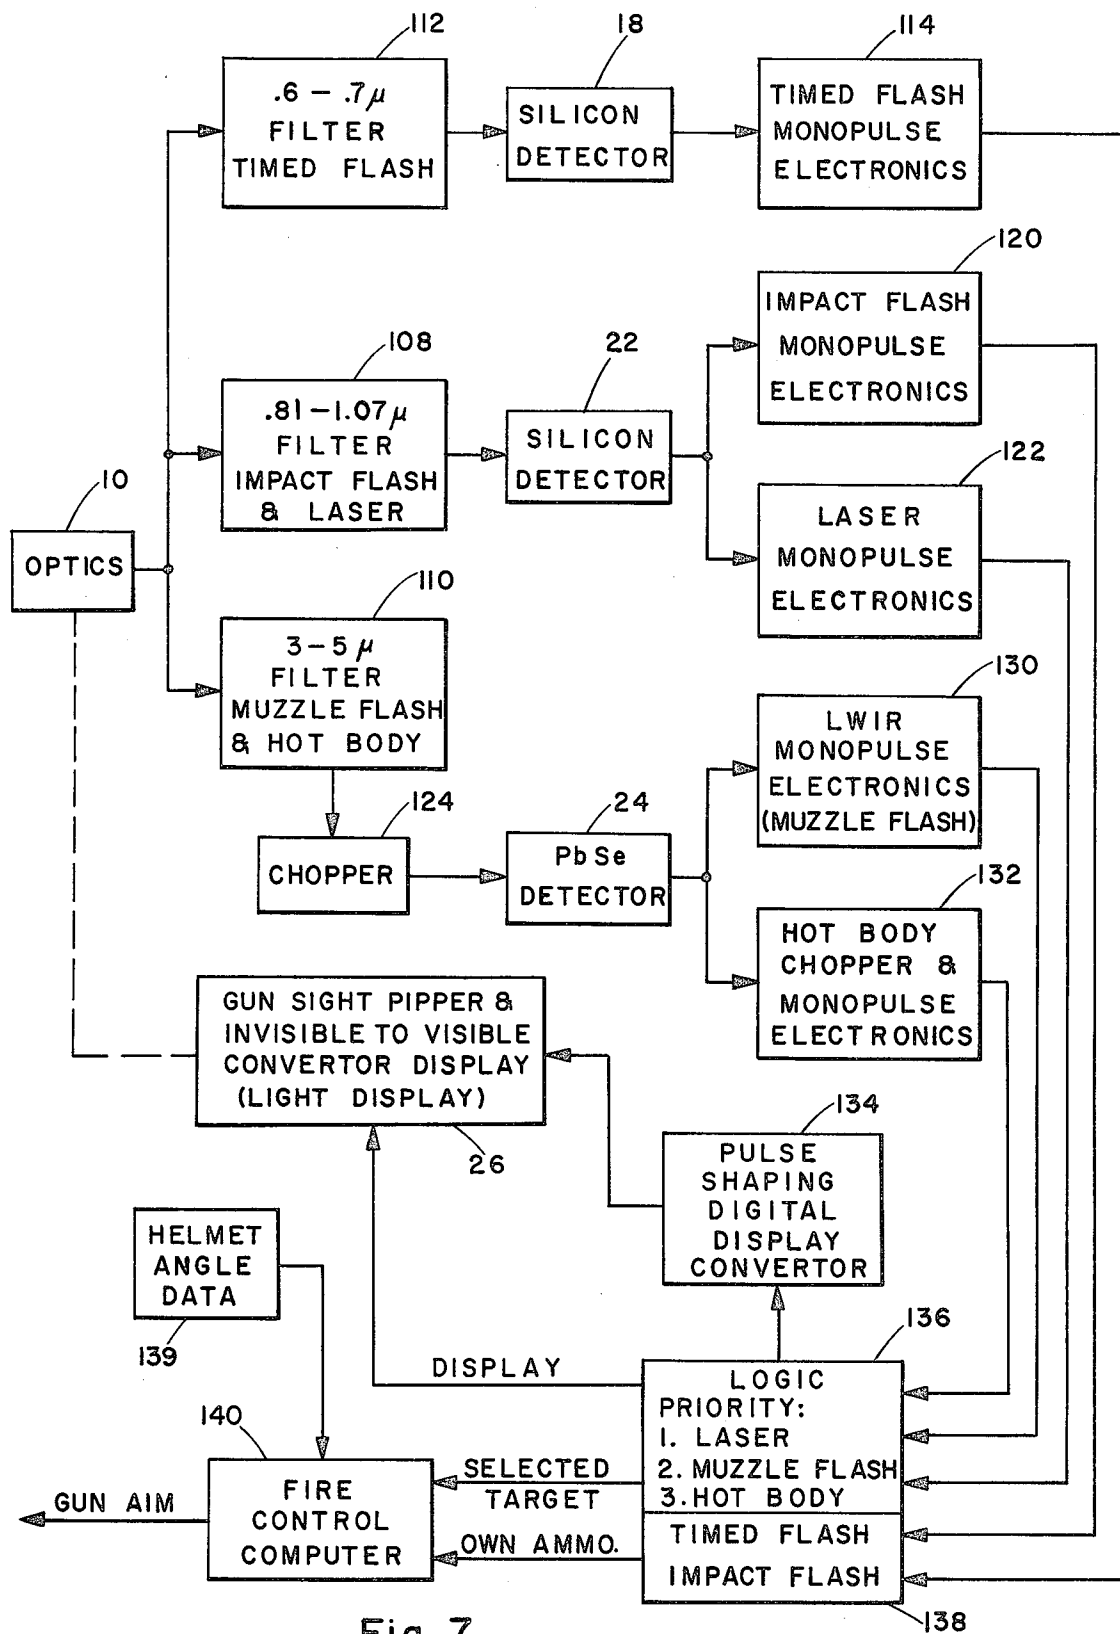 112
.6 – .7µ
FILTER
TIMED FLASH
18
SILICON
DETECTOR
114
TIMED FLASH
MONOPULSE
ELECTRONICS
108
.81–1.07µ
FILTER
IMPACT FLASH
& LASER
22
SILICON
DETECTOR
120
IMPACT FLASH
MONOPULSE
ELECTRONICS
122
LASER
MONOPULSE
ELECTRONICS
10
OPTICS
110
3–5 µ
FILTER
MUZZLE FLASH
& HOT BODY
124
CHOPPER
24
PbSe
DETECTOR
130
LWIR
MONOPULSE
ELECTRONICS
(MUZZLE FLASH)
132
HOT BODY
CHOPPER &
MONOPULSE
ELECTRONICS
GUN SIGHT PIPPER &
INVISIBLE TO VISIBLE
CONVERTOR DISPLAY
(LIGHT DISPLAY)
26
134
PULSE
SHAPING
DIGITAL
DISPLAY
CONVERTOR
HELMET
ANGLE
DATA
139
DISPLAY
136
LOGIC
PRIORITY:
1. LASER
2. MUZZLE FLASH
3. HOT BODY
TIMED FLASH
IMPACT FLASH
138
SELECTED
TARGET
OWN AMMO.
140
FIRE
CONTROL
COMPUTER
GUN AIM
Fig. 7